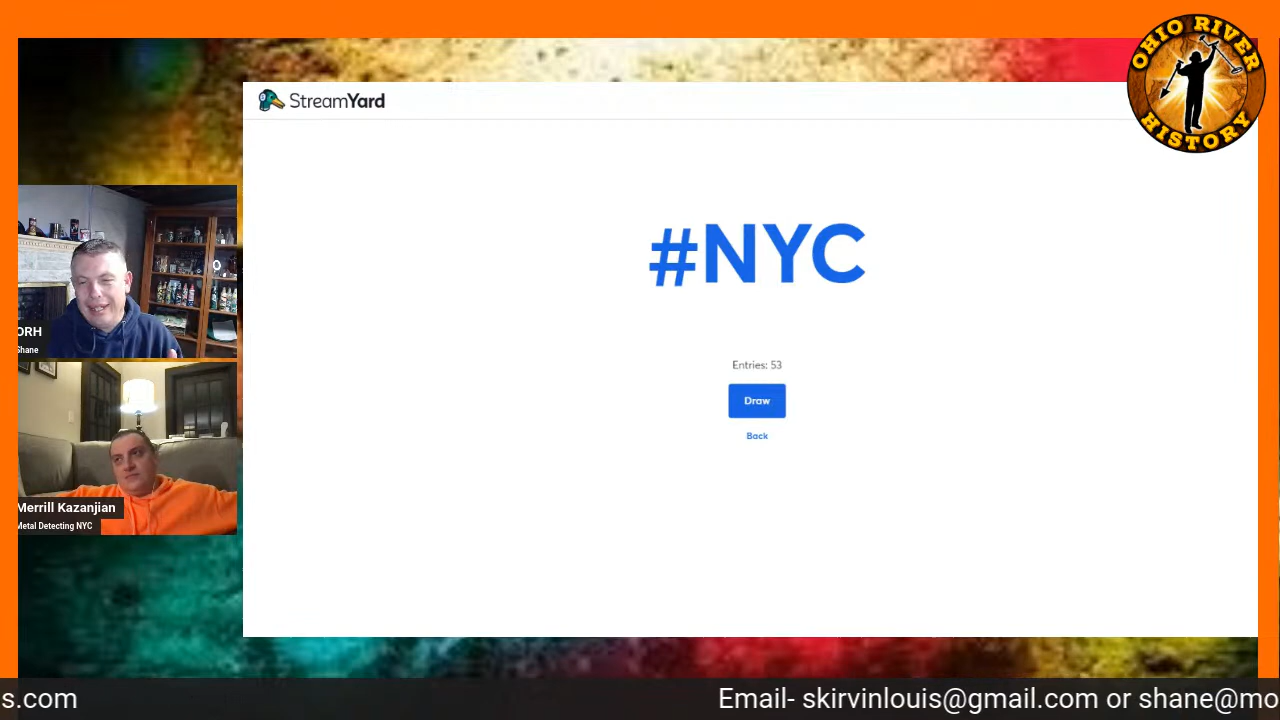 StreamYard
OHIO RIVER
HISTORY
#NYC
Entries: 53
Draw
Back
ORH
Shane
Merrill Kazanjian
Metal Detecting NYC
s.com
Email- skirvinlouis@gmail.com or shane@mo